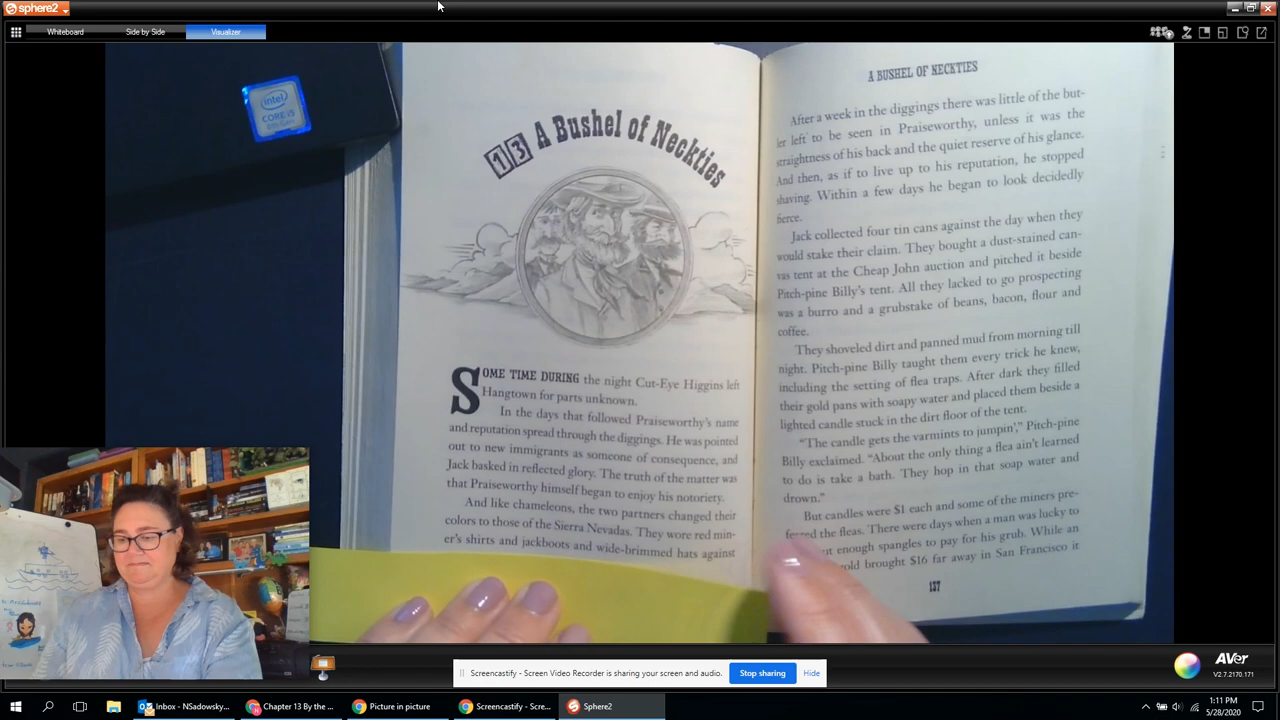 sphere2
Whiteboard
Side by Side
Visualizer
intel
CORE i5
8th Gen
13 A Bushel of Neckties
SOME TIME DURING the night Cut-Eye Higgins left
Hangtown for parts unknown.
In the days that followed Praiseworthy's name
and reputation spread through the diggings. He was pointed
out to new immigrants as someone of consequence, and
Jack basked in reflected glory. The truth of the matter was
that Praiseworthy himself began to enjoy his notoriety.
And like chameleons, the two partners changed their
colors to those of the Sierra Nevadas. They wore red min-
er's shirts and jackboots and wide-brimmed hats against
A BUSHEL OF NECKTIES
After a week in the diggings there was little of the but-
ler left to be seen in Praiseworthy, unless it was the
straightness of his back and the quiet reserve of his glance.
And then, as if to live up to his reputation, he stopped
shaving. Within a few days he began to look decidedly
fierce.
Jack collected four tin cans against the day when they
would stake their claim. They bought a dust-stained can-
vas tent at the Cheap John auction and pitched it beside
Pitch-pine Billy's tent. All they lacked to go prospecting
was a burro and a grubstake of beans, bacon, flour and
coffee.
They shoveled dirt and panned mud from morning till
night. Pitch-pine Billy taught them every trick he knew,
including the setting of flea traps. After dark they filled
their gold pans with soapy water and placed them beside a
lighted candle stuck in the dirt floor of the tent.
"The candle gets the varmints to jumpin'," Pitch-pine
Billy exclaimed. "About the only thing a flea ain't learned
to do is take a bath. They hop in that soap water and
drown."
But candles were $1 each and some of the miners pre-
the fleas. There were days when a man was lucky to
enough spangles to pay for his grub. While an
brought $16 far away in San Francisco it
137
Screencastify - Screen Video Recorder is sharing your screen and audio.
Stop sharing
Hide
AVer
V2.7.2170.171
Inbox - NSadowsky...
Chapter 13 By the ...
Picture in picture
Screencastify - Scre...
Sphere2
1:11 PM
5/28/2020